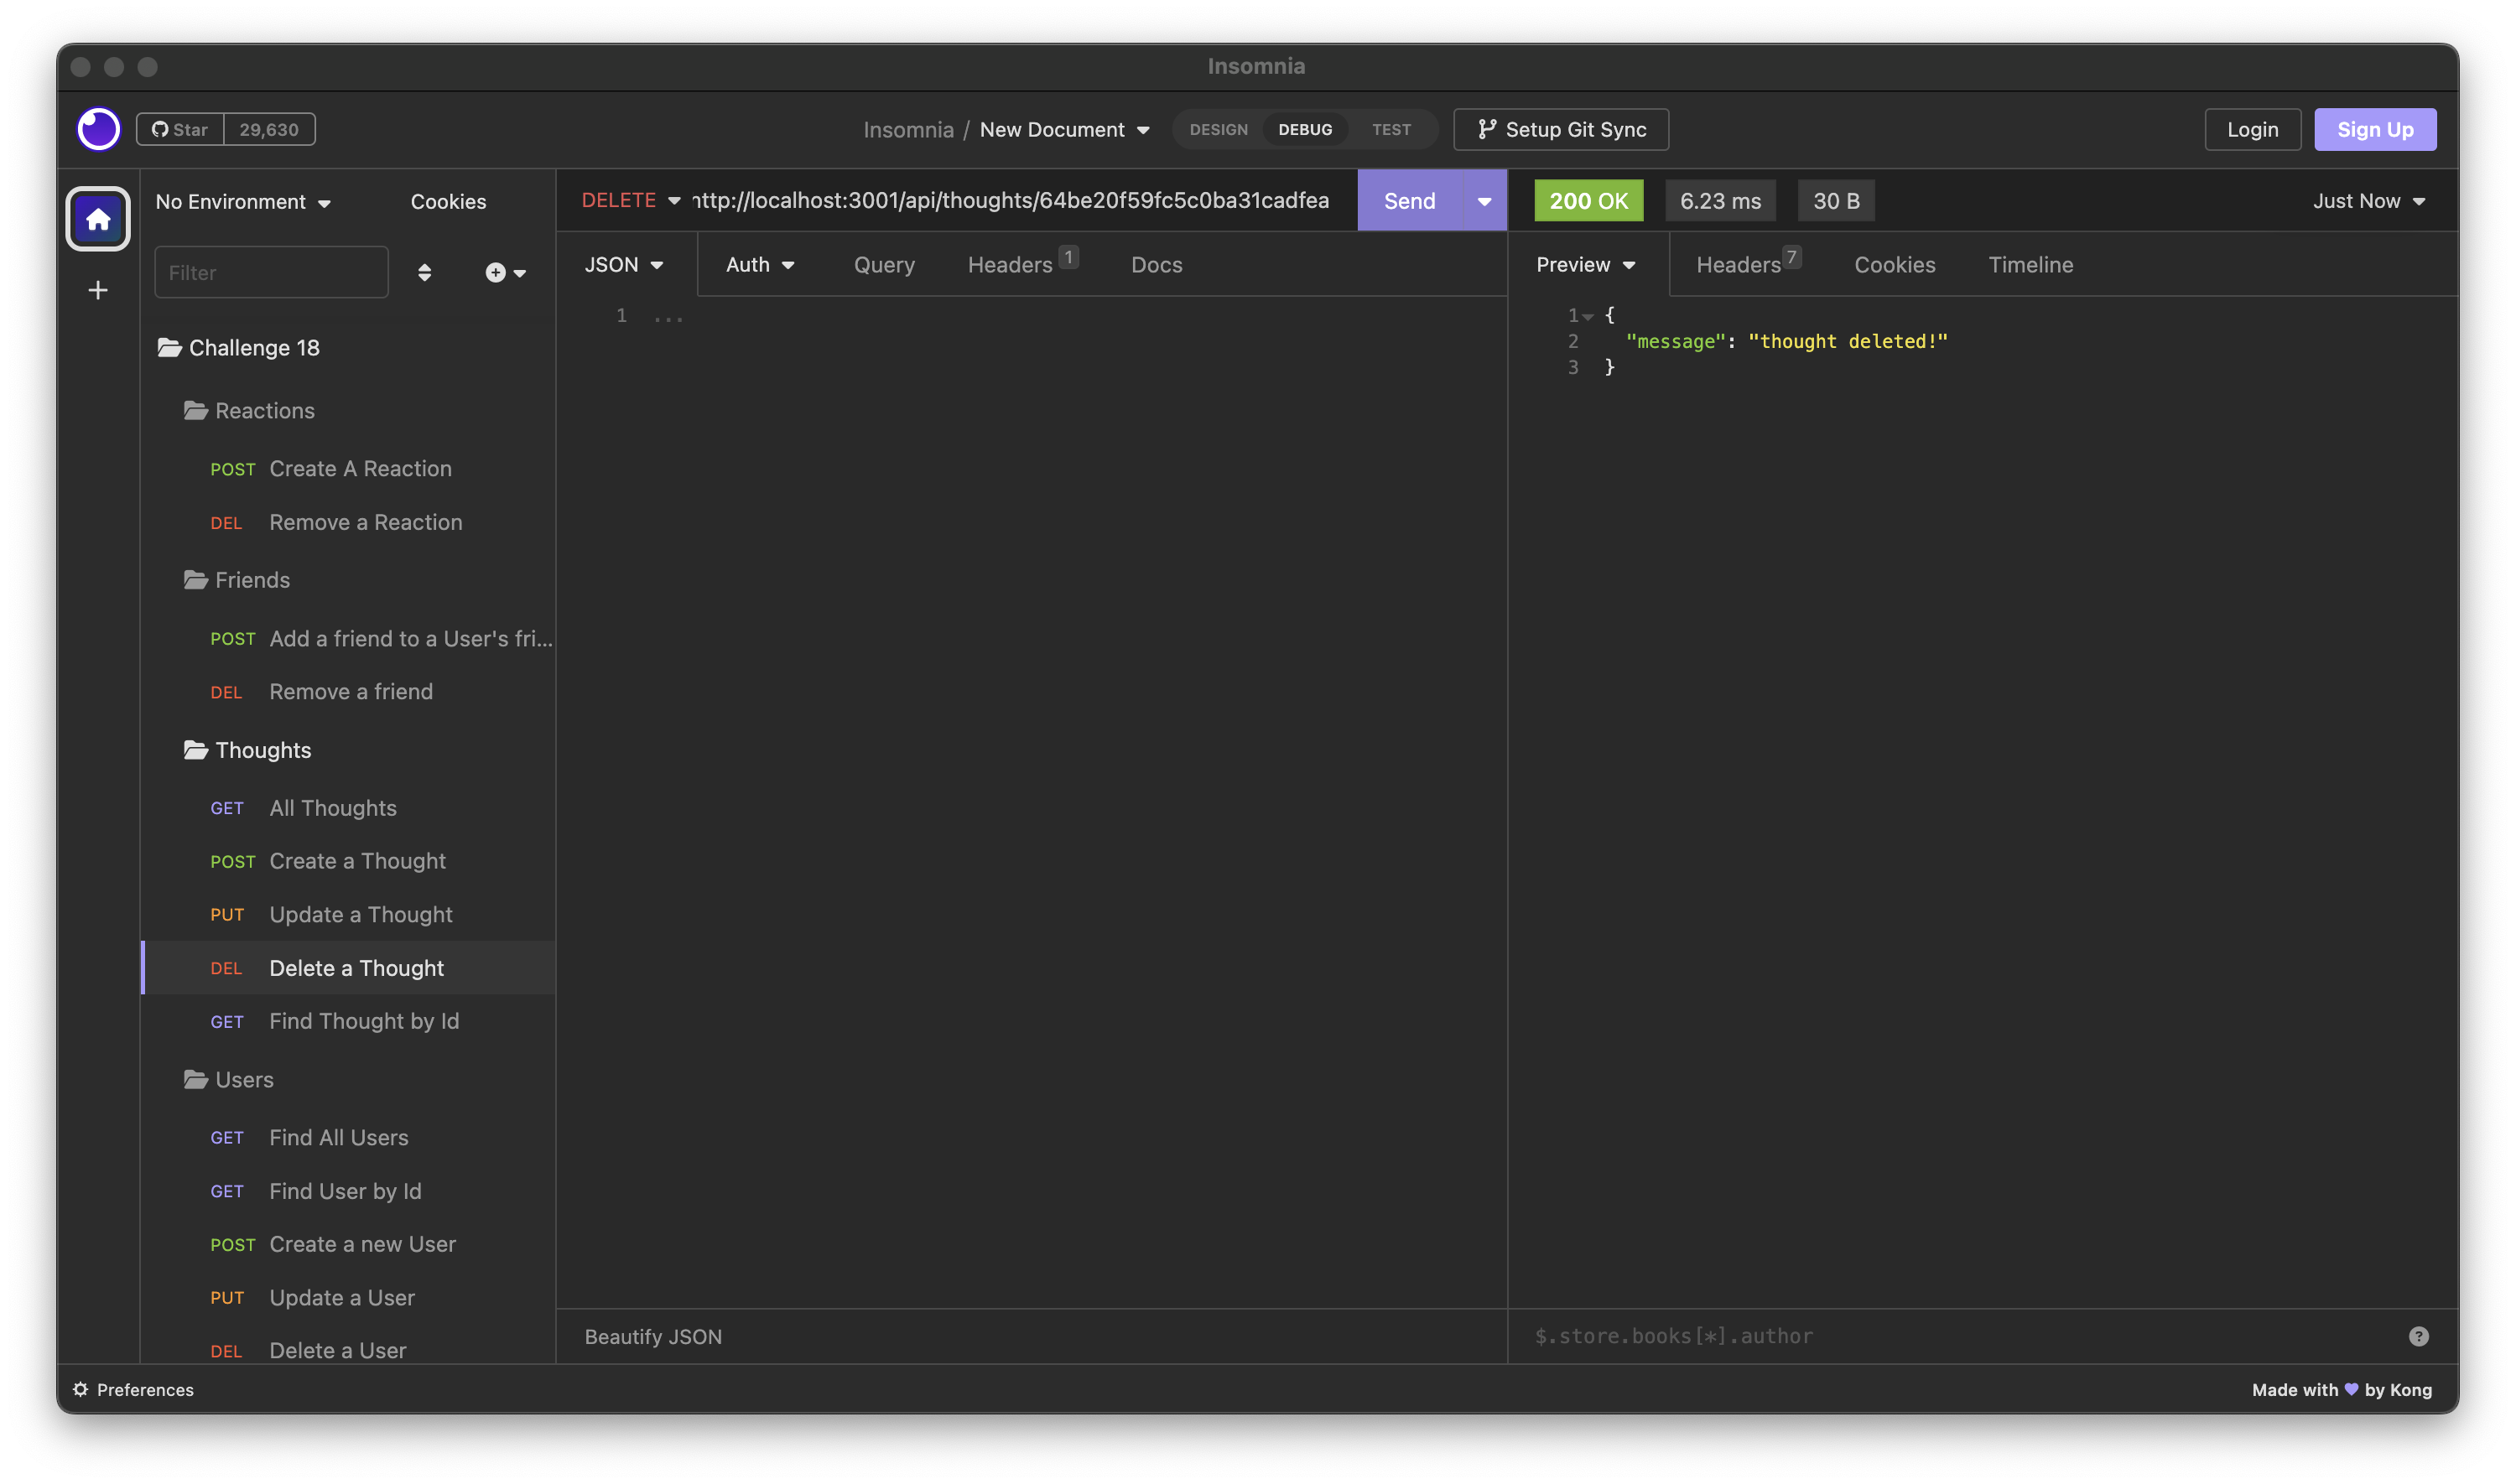 Insomnia
Star 29,630
Insomnia / New Document
DESIGN DEBUG TEST
Setup Git Sync
Login
Sign Up
No Environment
Cookies
Filter
Challenge 18
Reactions
POST Create A Reaction
DEL Remove a Reaction
Friends
POST Add a friend to a User's fri...
DEL Remove a friend
Thoughts
GET All Thoughts
POST Create a Thought
PUT Update a Thought
DEL Delete a Thought
GET Find Thought by Id
Users
GET Find All Users
GET Find User by Id
POST Create a new User
PUT Update a User
DEL Delete a User
DELETE http://localhost:3001/api/thoughts/64be20f59fc5c0ba31cadfea
Send
JSON Auth Query Headers 1 Docs
1 ...
Beautify JSON
200 OK 6.23 ms 30 B
Just Now
Preview Headers 7 Cookies Timeline
1 {
2 "message": "thought deleted!"
3 }
$.store.books[*].author
?
Preferences
Made with 💜 by Kong